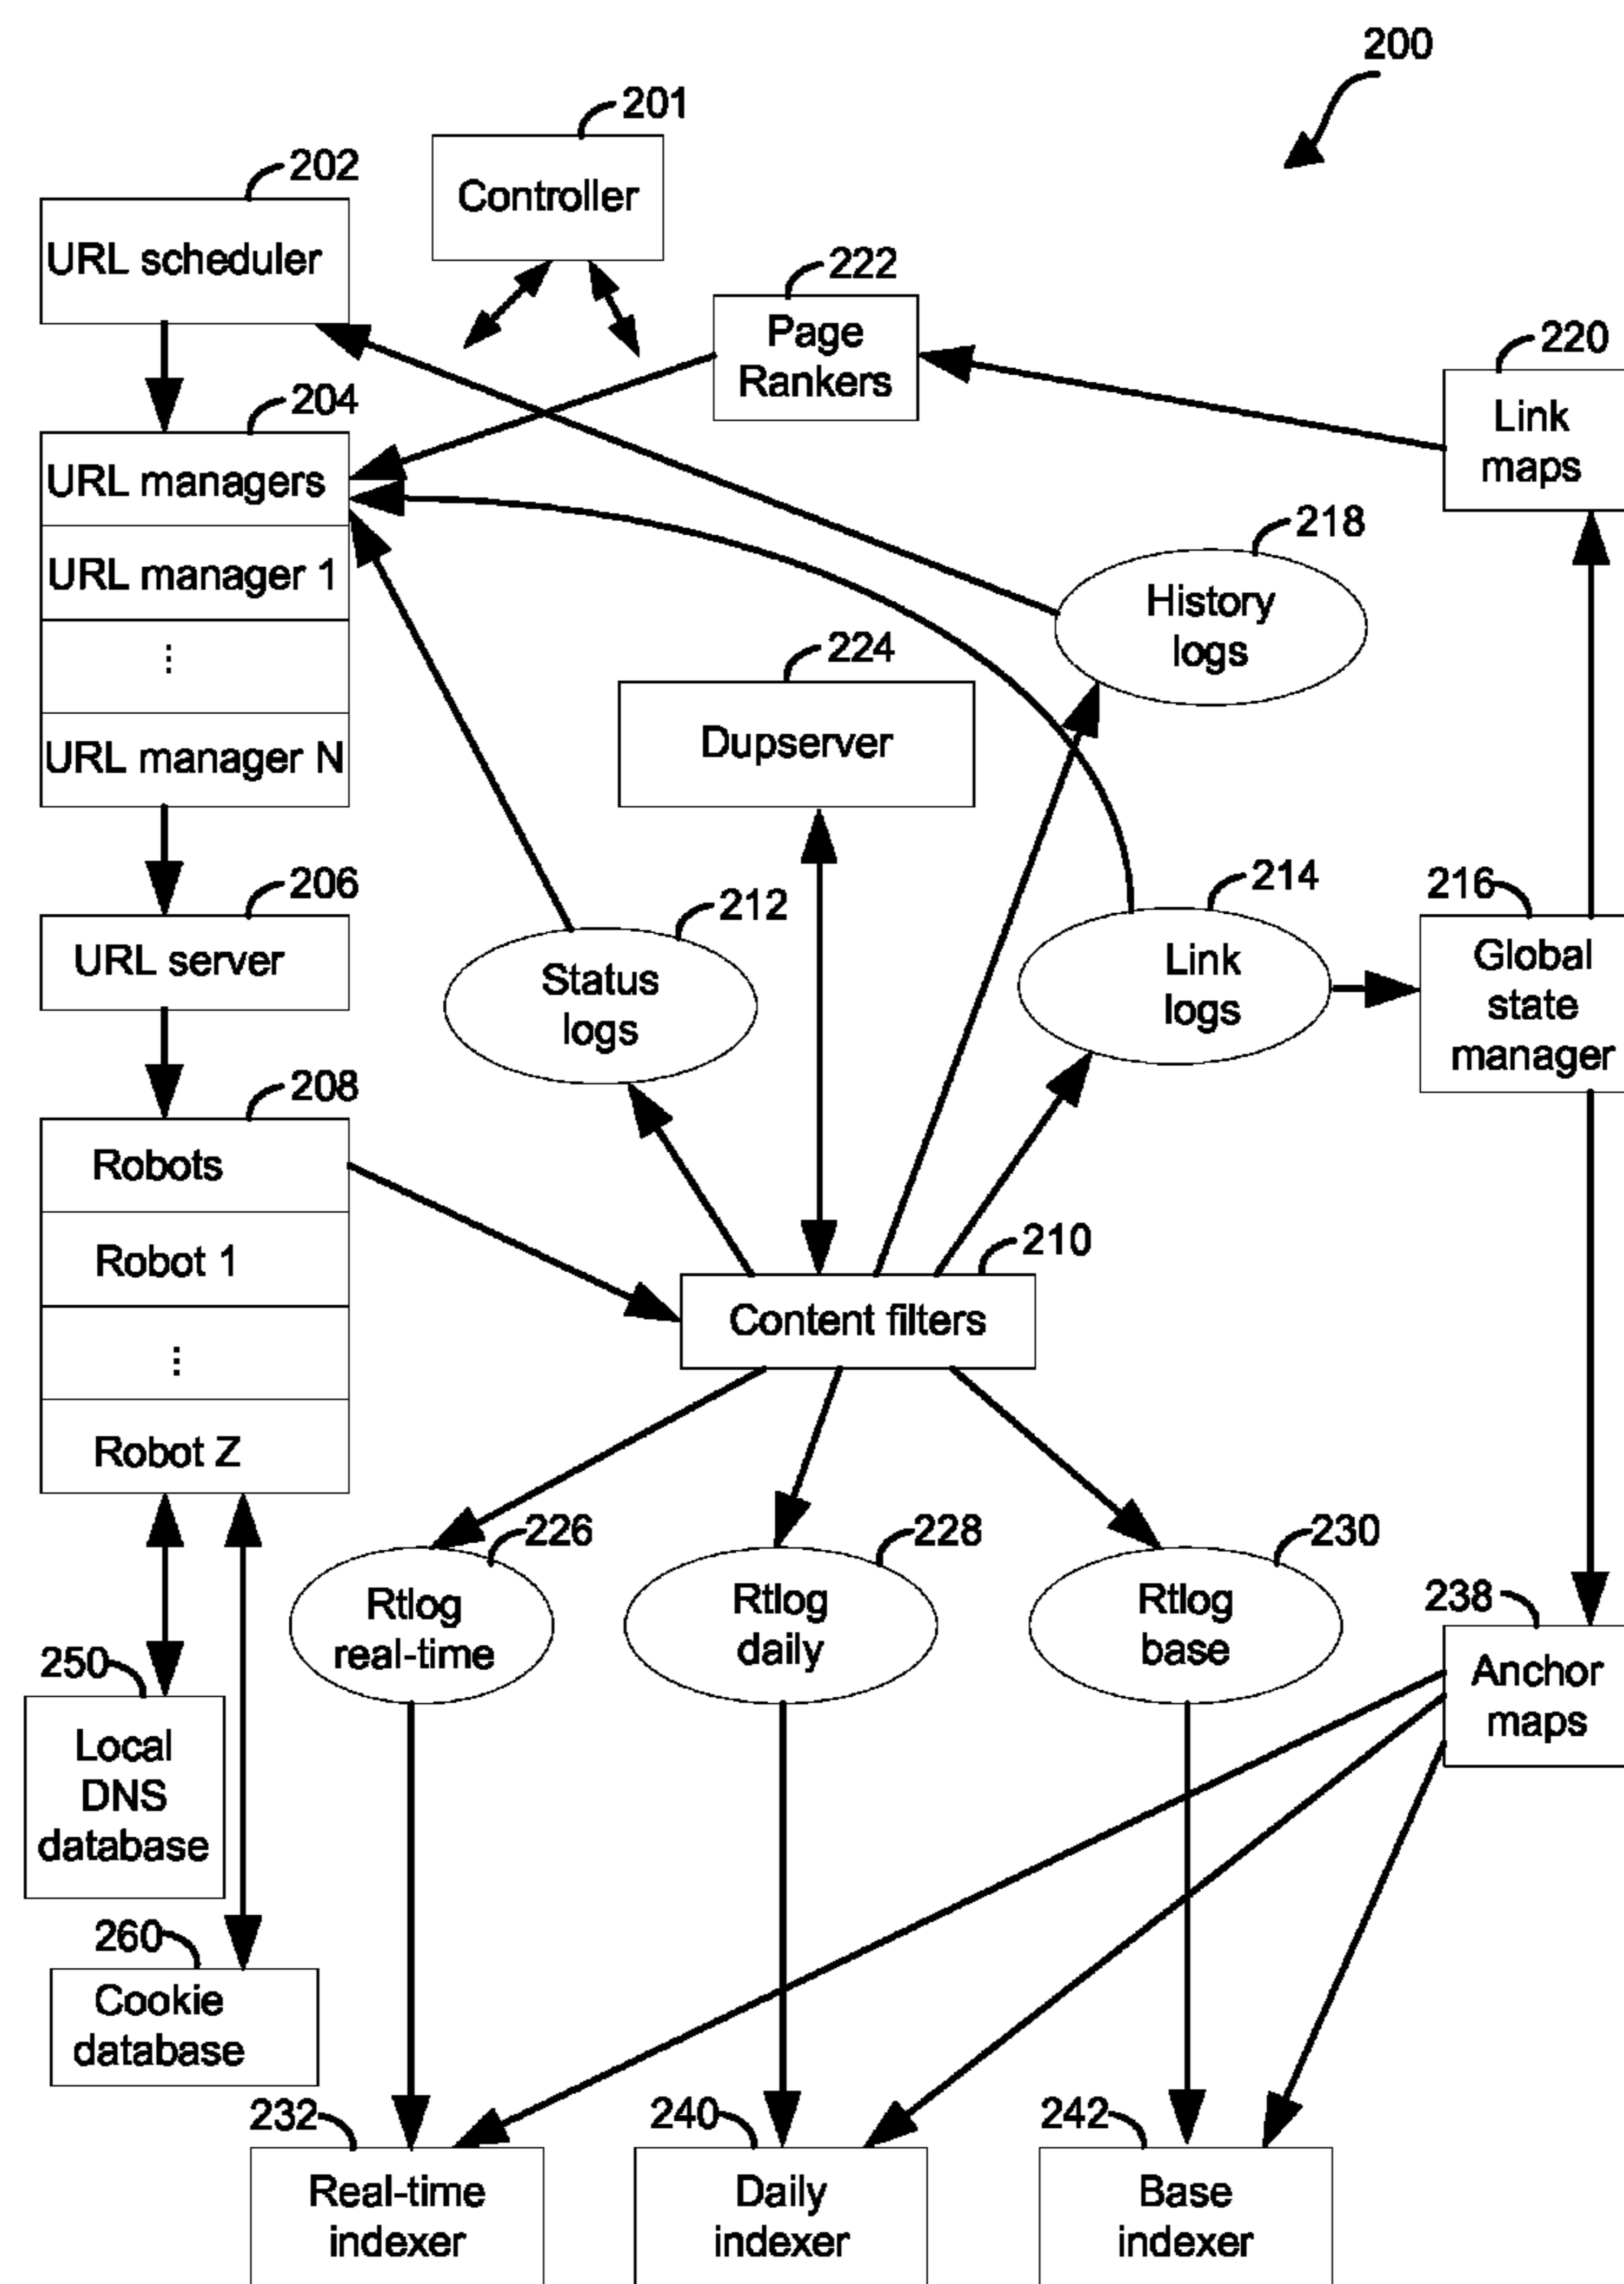 200
201
Controller
202
URL scheduler
222
Page
Rankers
220
Link
maps
204
URL managers
URL manager 1
⋮
URL manager N
218
History
logs
224
Dupserver
206
URL server
212
Status
logs
214
Link
logs
216
Global
state
manager
208
Robots
Robot 1
⋮
Robot Z
210
Content filters
226
Rtlog
real-time
228
Rtlog
daily
230
Rtlog
base
238
Anchor
maps
250
Local
DNS
database
260
Cookie
database
232
Real-time
indexer
240
Daily
indexer
242
Base
indexer